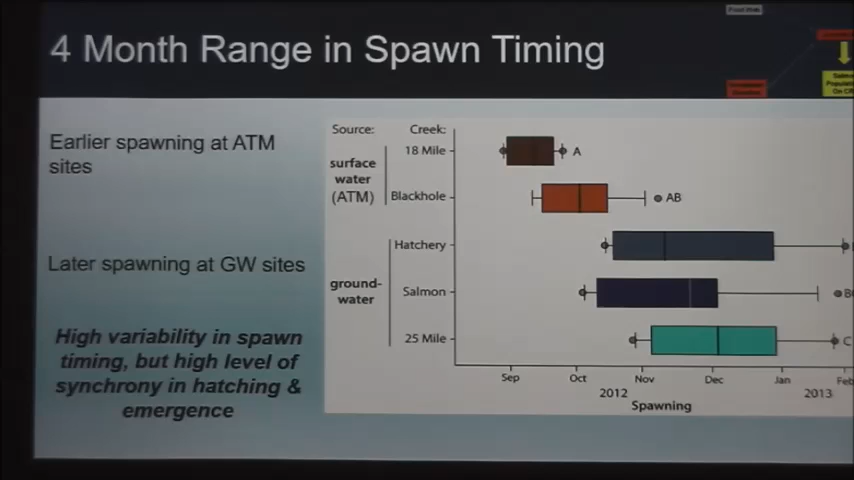 4 Month Range in Spawn Timing
Earlier spawning at ATM
sites
Later spawning at GW sites
High variability in spawn
timing, but high level of
synchrony in hatching &
emergence
Source:
Creek:
surface
water
(ATM)
18 Mile
A
Blackhole
AB
ground-
water
Hatchery
Salmon
25 Mile
C
Sep
Oct
Nov
Dec
Jan
Feb
2012
2013
Spawning